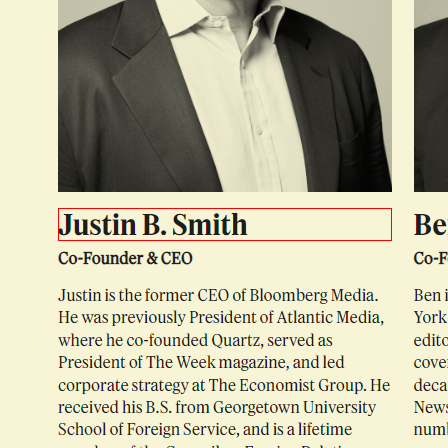 Justin B. Smith
Co-Founder & CEO
Justin is the former CEO of Bloomberg Media.
He was previously President of Atlantic Media,
where he co-founded Quartz, served as
President of The Week magazine, and led
corporate strategy at The Economist Group. He
received his B.S. from Georgetown University
School of Foreign Service, and is a lifetime
Be
Co-F
Ben i
York
edito
cove
deca
News
num